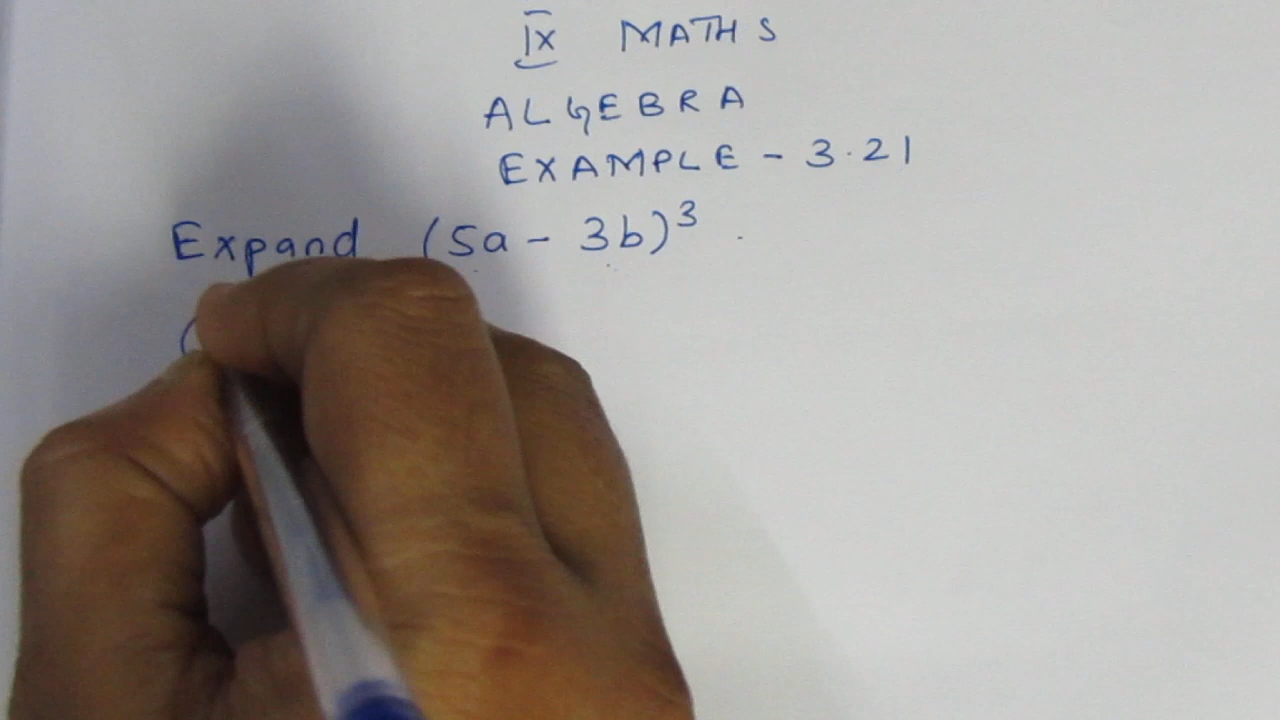 IX MATHS
ALGEBRA
EXAMPLE - 3.21
Expand (5a - 3b)³.
(